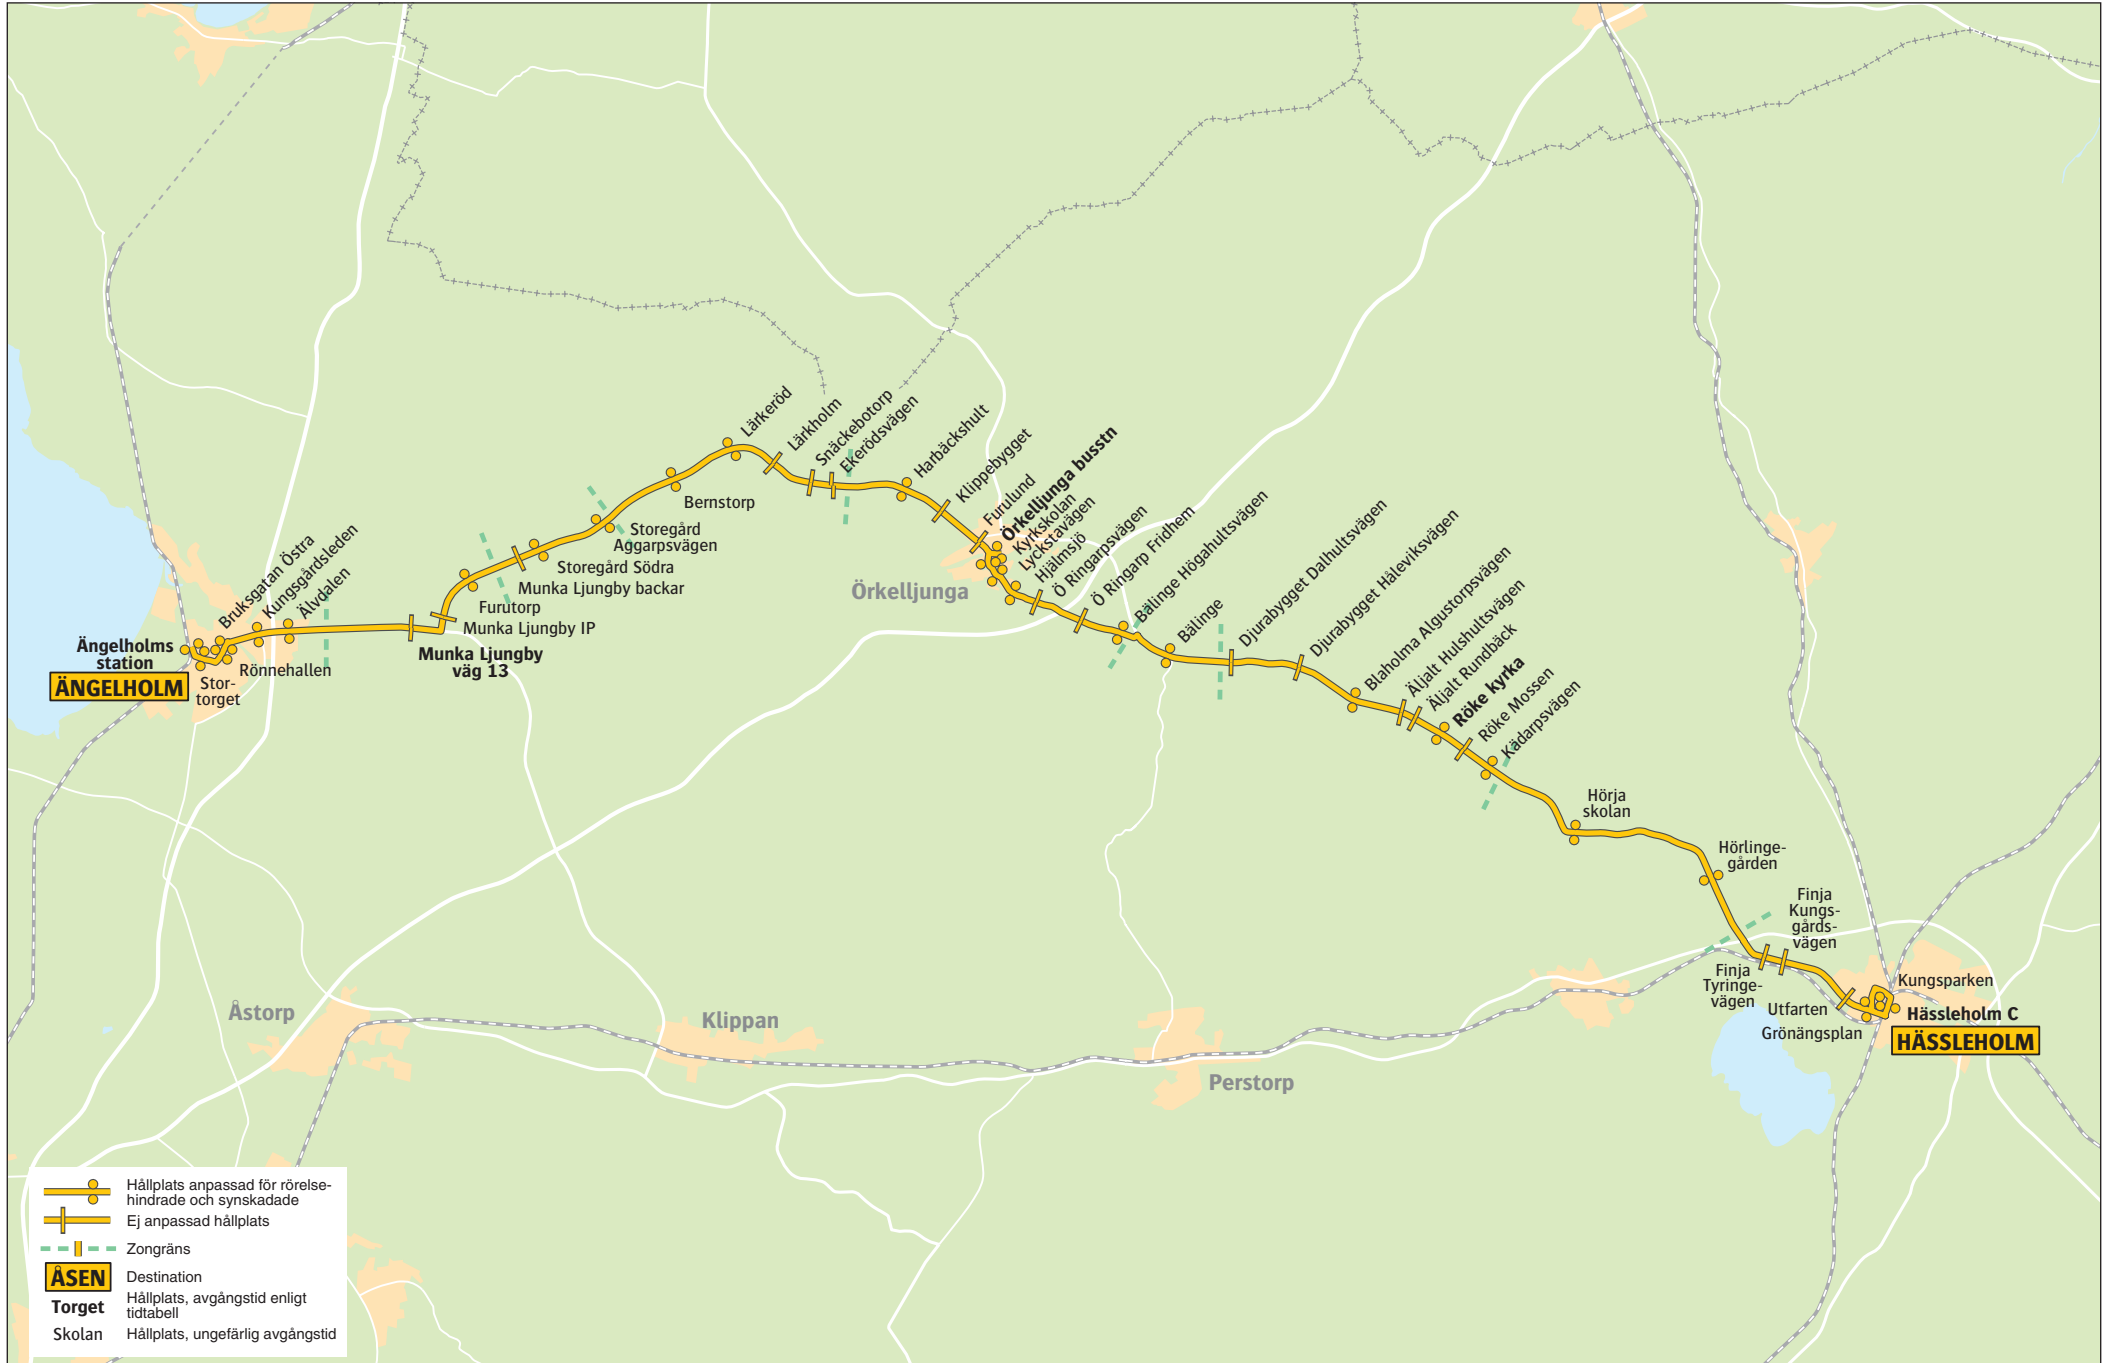 Ängelholms
station
ÄNGELHOLM
Stor-
torget
Bruksgatan Östra
Rönnehallen
Kungsgårdsleden
Älvdalen
Munka Ljungby
väg 13
Munka Ljungby IP
Furutorp
Munka Ljungby backar
Storegård Södra
Storegård
Aggarpsvägen
Bernstorp
Lärkeröd
Lärkholm
Snäckebotorp
Ekerödsvägen
Harbäckshult
Klippebygget
Furulund
Örkelljunga busstn
Kyrkskolan
Lyckstavägen
Hjälmsjö
Ö Ringarpsvägen
Ö Ringarp Fridhem
Bälinge Högahultsvägen
Bälinge
Djurabygget Dalhultsvägen
Djurabygget Håleviksvägen
Blaholma Algustorpsvägen
Äljalt Hulshultsvägen
Äljalt Rundbäck
Röke kyrka
Röke Mossen
Kädarpsvägen
Hörja
skolan
Hörlinge-
gården
Finja
Tyringe-
vägen
Finja
Kungs-
gårds-
vägen
Utfarten
Grönängsplan
Kungsparken
Hässleholm C
HÄSSLEHOLM
Örkelljunga
Åstorp
Klippan
Perstorp
Hållplats anpassad för rörelse-
hindrade och synskadade
Ej anpassad hållplats
Zongräns
ÅSEN Destination
Torget Hållplats, avgångstid enligt
tidtabell
Skolan Hållplats, ungefärlig avgångstid